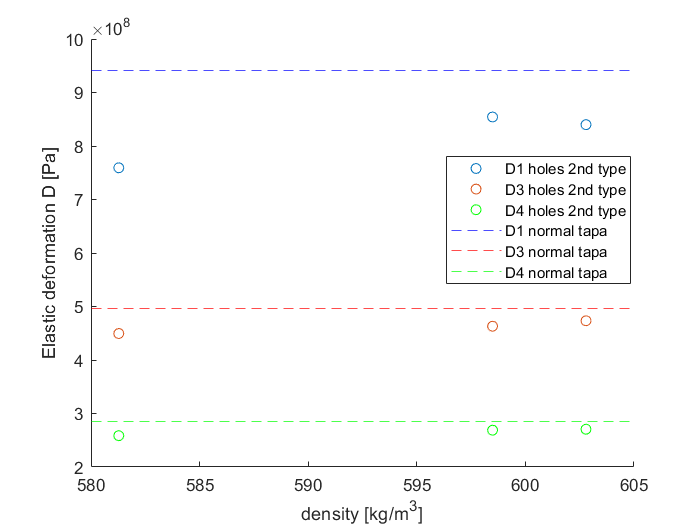 ×10^8
10
9
8
7
6
5
4
3
2
Elastic deformation D [Pa]
D1 holes 2nd type
D3 holes 2nd type
D4 holes 2nd type
D1 normal tapa
D3 normal tapa
D4 normal tapa
580 585 590 595 600 605
density [kg/m^3]